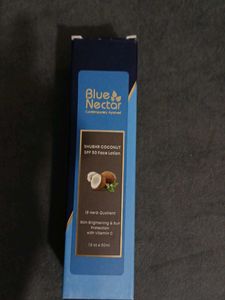 Blue
Nectar
Contemporary Ayurved
SHUBHR COCONUT
SPF 30 Face Lotion
18 Herb Quotient
Skin Brightening & Sun
Protection
with Vitamin C